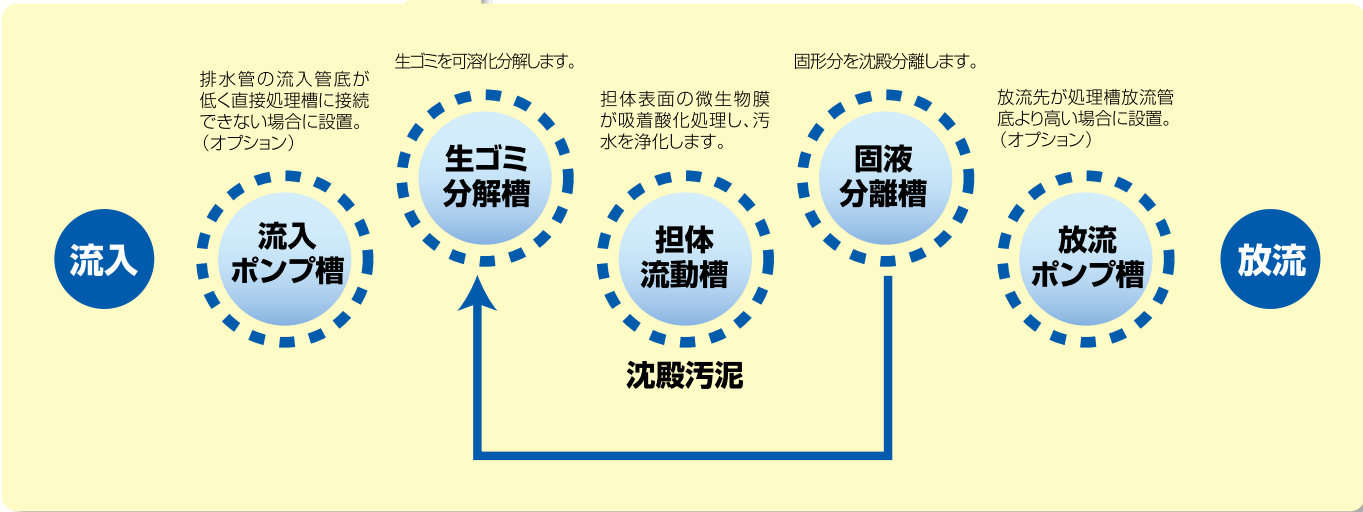 流入
排水管の流入管底が
低く直接処理槽に接続
できない場合に設置。
（オプション）
流入
ポンプ槽
生ゴミを可溶化分解します。
生ゴミ
分解槽
担体表面の微生物膜
が吸着酸化処理し、汚
水を浄化します。
担体
流動槽
沈殿汚泥
固形分を沈殿分離します。
固液
分離槽
放流先が処理槽放流管
底より高い場合に設置。
（オプション）
放流
ポンプ槽
放流